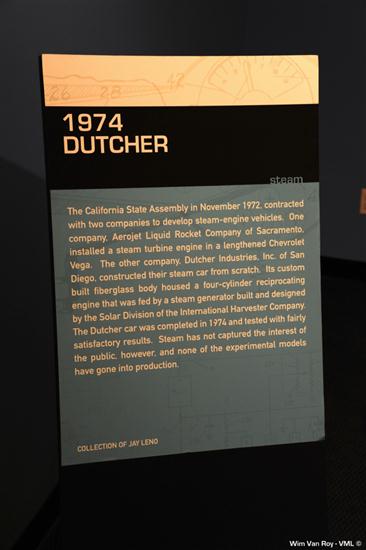 26 28 42
1974
DUTCHER
steam
The California State Assembly in November 1972, contracted
with two companies to develop steam-engine vehicles. One
company, Aerojet Liquid Rocket Company of Sacramento,
installed a steam turbine engine in a lengthened Chevrolet
Vega. The other company, Dutcher Industries, Inc. of San
Diego, constructed their steam car from scratch. Its custom
built fiberglass body housed a four-cylinder reciprocating
engine that was fed by a steam generator built and designed
by the Solar Division of the International Harvester Company.
The Dutcher car was completed in 1974 and tested with fairly
satisfactory results. Steam has not captured the interest of
the public, however, and none of the experimental models
have gone into production.
COLLECTION OF JAY LENO
Wim Van Roy - VML ©